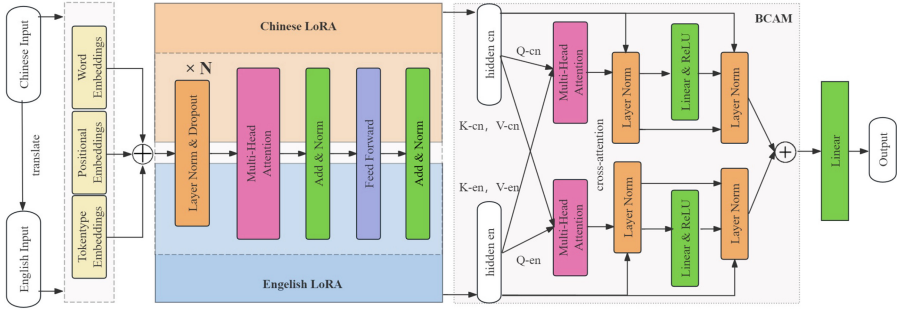 Chinese Input
translate
English Input
Word
Embeddings
Positional
Embeddings
Tokentype
Embeddings
Chinese LoRA
× N
Layer Norm & Dropout
Multi-Head
Attention
Add & Norm
Feed Forward
Add & Norm
Engelish LoRA
hidden cn
hidden en
Q-cn
K-cn，V-cn
K-en，V-en
Q-en
BCAM
Multi-Head
Attention
Layer Norm
Linear & ReLU
Layer Norm
cross-attention
Multi-Head
Attention
Layer Norm
Linear & ReLU
Layer Norm
Linear
Output